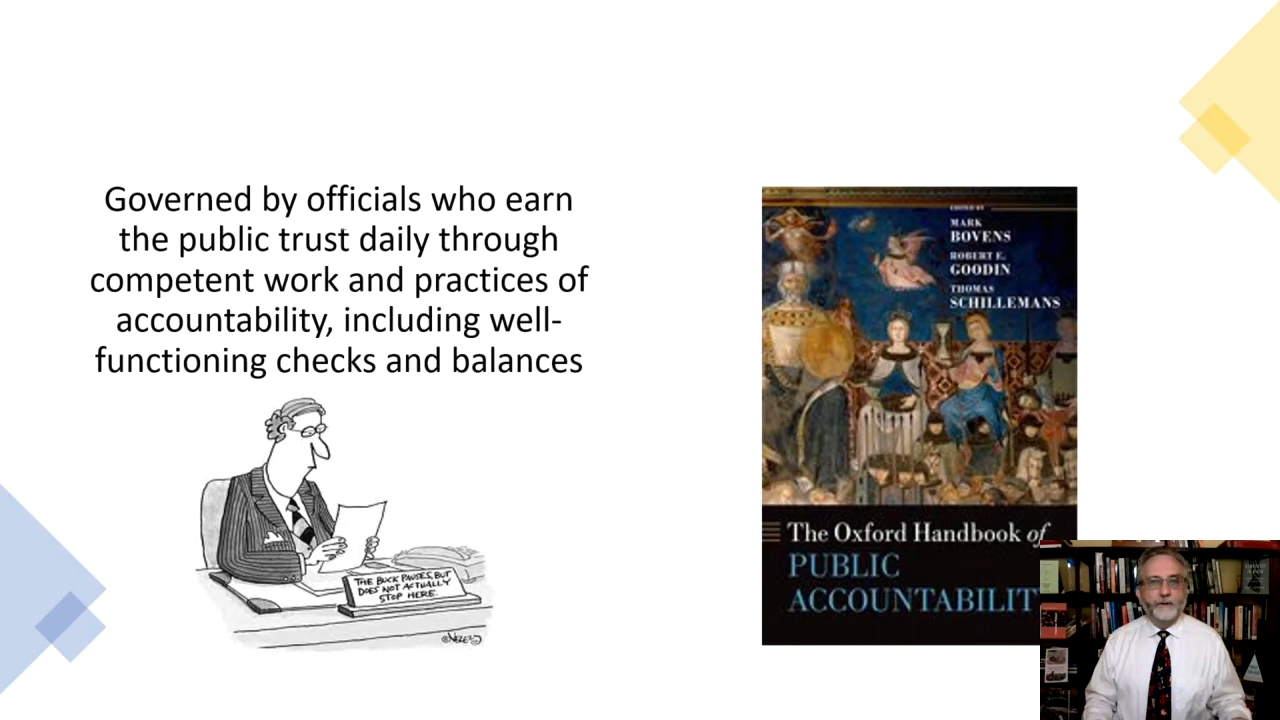 Governed by officials who earn
the public trust daily through
competent work and practices of
accountability, including well-
functioning checks and balances
THE BUCK PAUSES, BUT
DOES NOT ACTUALLY
STOP HERE.
EDITED BY
MARK
BOVENS
ROBERT E.
GOODIN
THOMAS
SCHILLEMANS
The Oxford Handbook of
PUBLIC
ACCOUNTABILIT